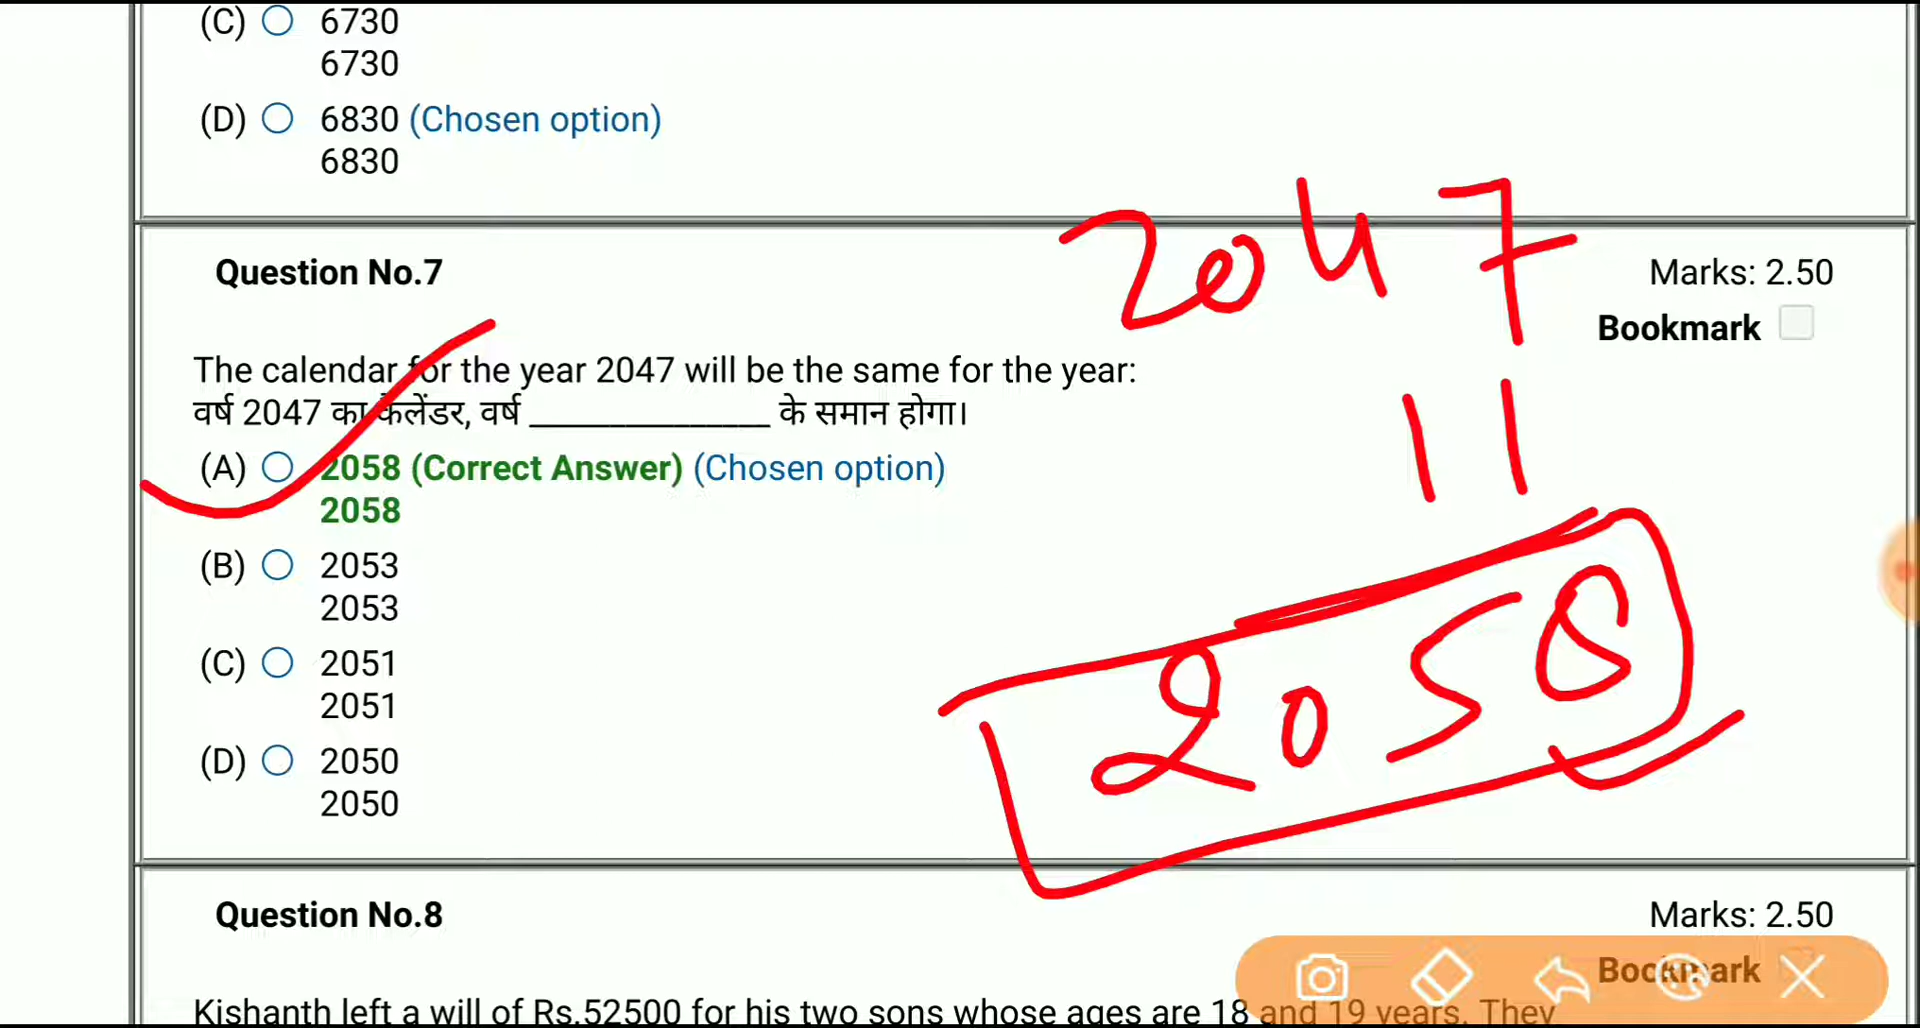 (C) 6730
6730
(D) 6830 (Chosen option)
6830
Question No.7
Marks: 2.50
Bookmark
The calendar for the year 2047 will be the same for the year:
वर्ष 2047 का कैलेंडर, वर्ष ______________ के समान होगा।
(A) 2058 (Correct Answer) (Chosen option)
2058
(B) 2053
2053
(C) 2051
2051
(D) 2050
2050
2047
11
2058
Question No.8
Marks: 2.50
Bookmark
Kishanth left a will of Rs.52500 for his two sons whose ages are 18 and 19 years. They